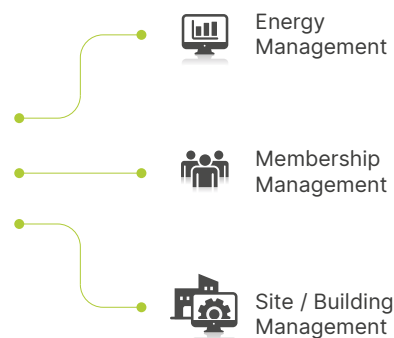 Energy
Management
Membership
Management
Site / Building
Management